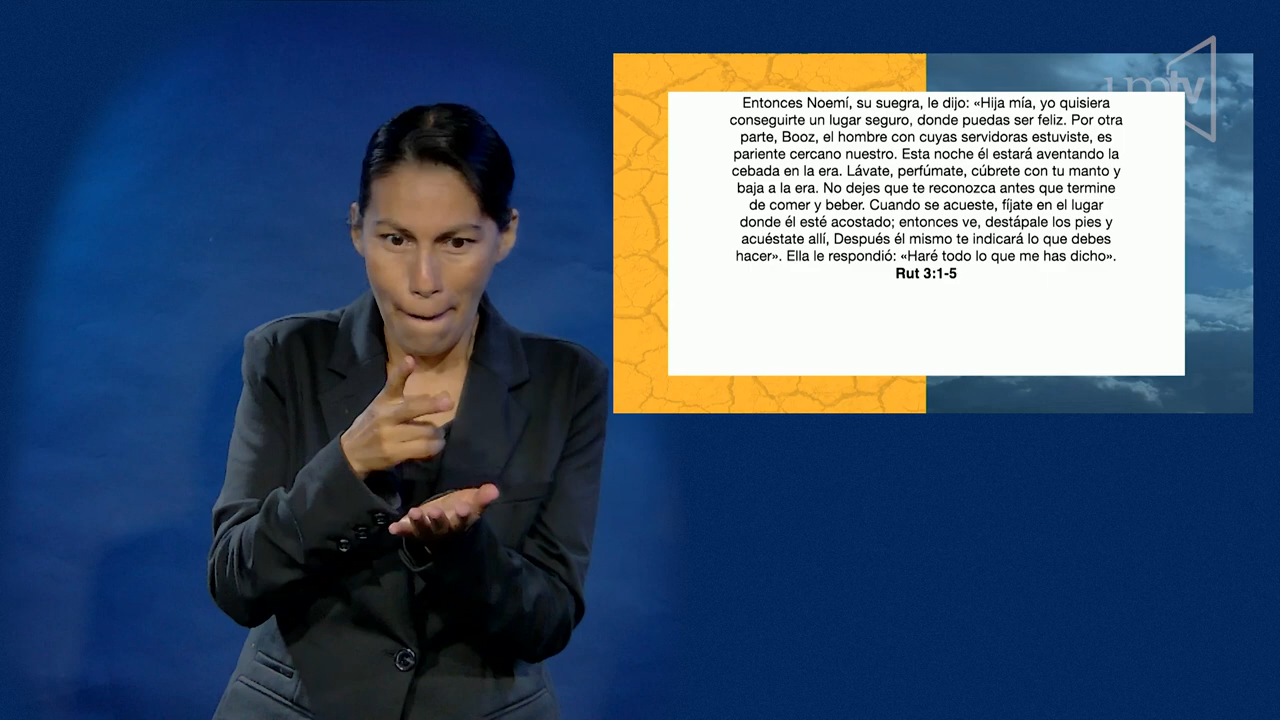 Entonces Noemí, su suegra, le dijo: «Hija mía, yo quisiera
conseguirte un lugar seguro, donde puedas ser feliz. Por otra
parte, Booz, el hombre con cuyas servidoras estuviste, es
pariente cercano nuestro. Esta noche él estará aventando la
cebada en la era. Lávate, perfúmate, cúbrete con tu manto y
baja a la era. No dejes que te reconozca antes que termine
de comer y beber. Cuando se acueste, fíjate en el lugar
donde él esté acostado; entonces ve, destápale los pies y
acuéstate allí, Después él mismo te indicará lo que debes
hacer». Ella le respondió: «Haré todo lo que me has dicho».
Rut 3:1-5